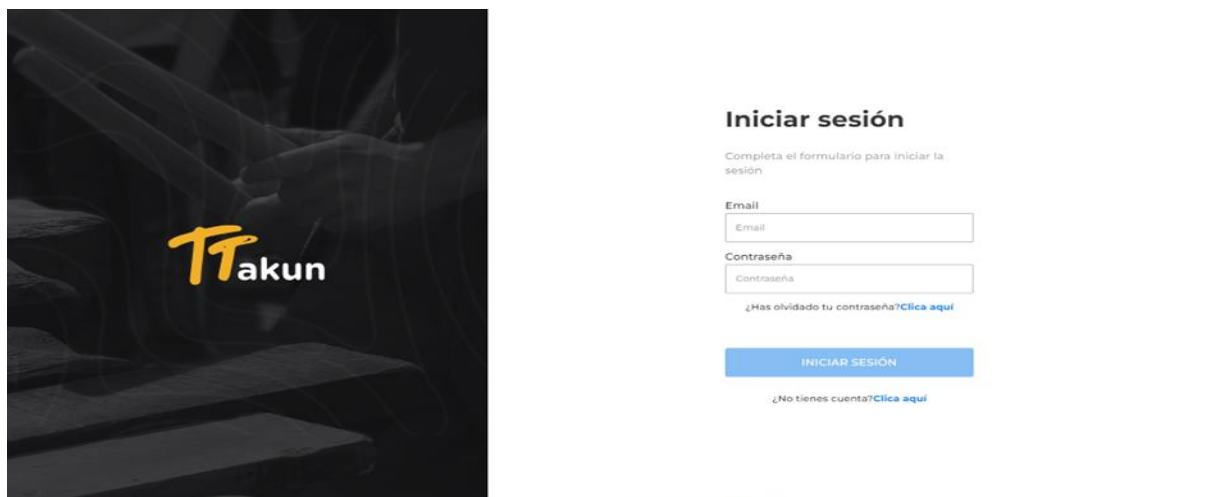 TTakun
Iniciar sesión
Completa el formulario para iniciar la
sesión
Email
Email
Contraseña
Contraseña
¿Has olvidado tu contraseña?Clica aquí
INICIAR SESIÓN
¿No tienes cuenta?Clica aquí